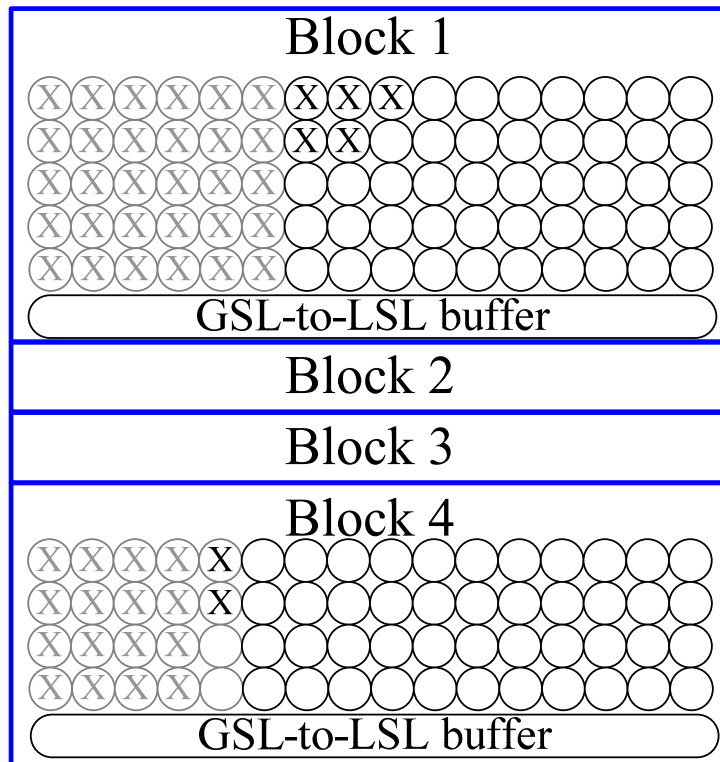 Block 1
X X X X X X X X X
X X X X X X X X
X X X X X X
X X X X X X
X X X X X X
GSL-to-LSL buffer
Block 2
Block 3
Block 4
X X X X X
X X X X X
X X X X
X X X X
GSL-to-LSL buffer